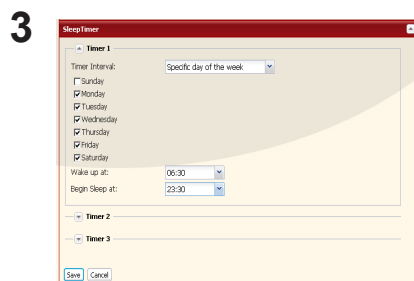 3
SleepTimer
Timer 1
Timer Interval: Specific day of the week
Sunday
Monday
Tuesday
Wednesday
Thursday
Friday
Saturday
Wake up at: 06:30
Begin Sleep at: 23:30
Timer 2
Timer 3
Save Cancel